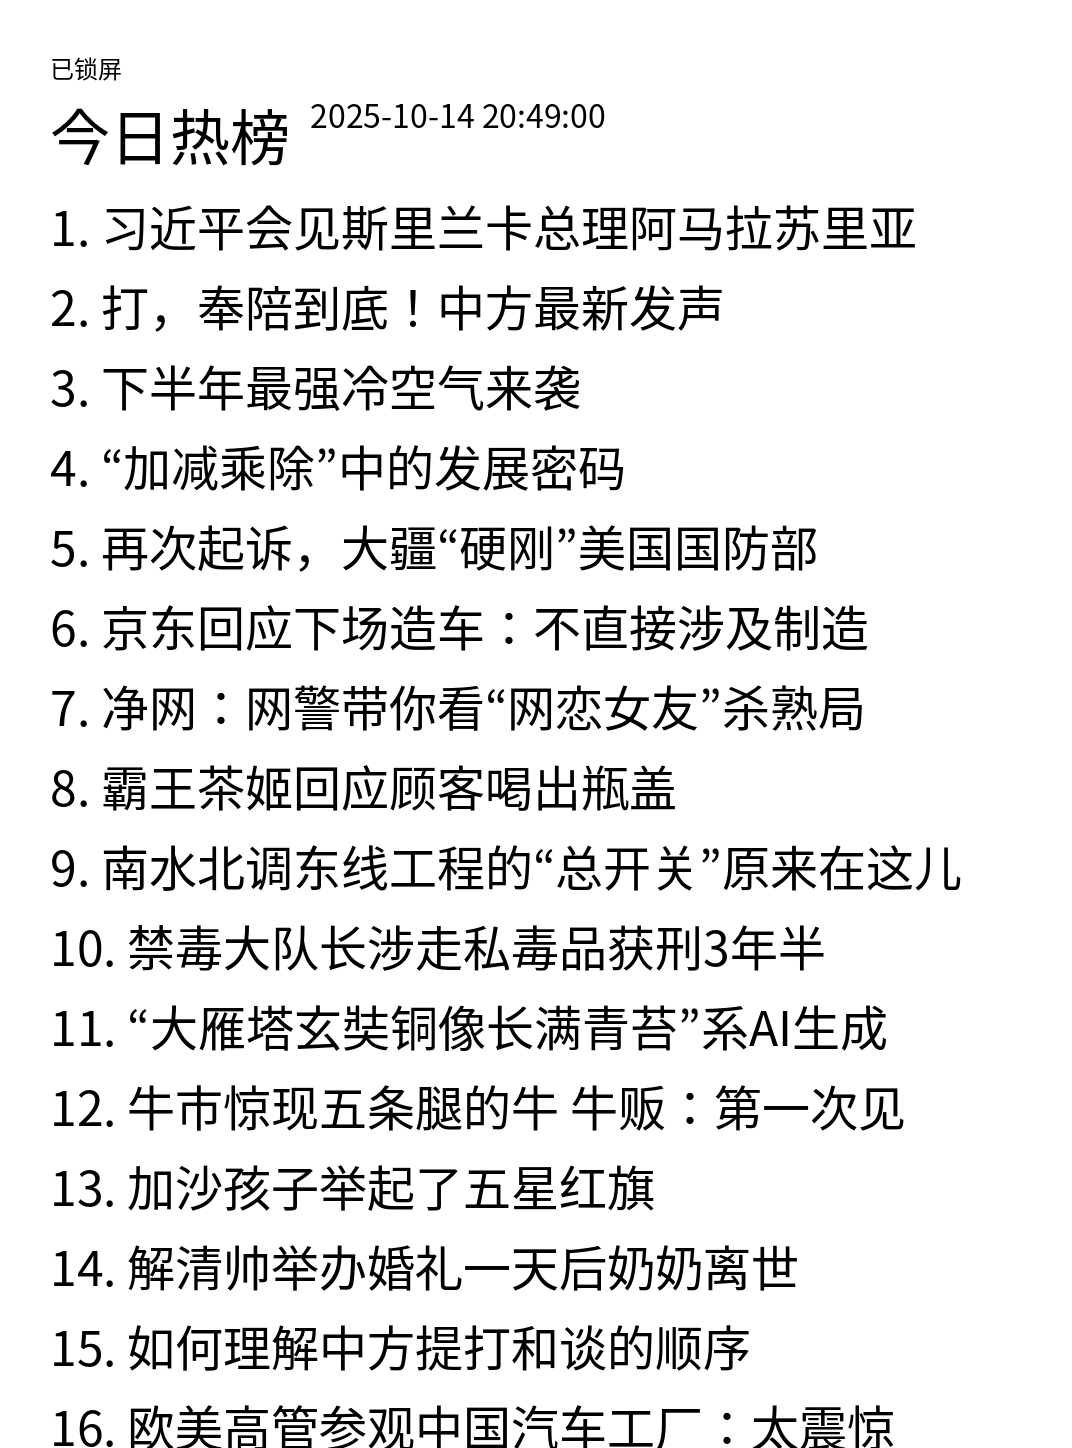 已锁屏
今日热榜 2025-10-14 20:49:00
1. 习近平会见斯里兰卡总理阿马拉苏里亚
2. 打，奉陪到底！中方最新发声
3. 下半年最强冷空气来袭
4. “加减乘除”中的发展密码
5. 再次起诉，大疆“硬刚”美国国防部
6. 京东回应下场造车：不直接涉及制造
7. 净网：网警带你看“网恋女友”杀熟局
8. 霸王茶姬回应顾客喝出瓶盖
9. 南水北调东线工程的“总开关”原来在这儿
10. 禁毒大队长涉走私毒品获刑3年半
11. “大雁塔玄奘铜像长满青苔”系AI生成
12. 牛市惊现五条腿的牛 牛贩：第一次见
13. 加沙孩子举起了五星红旗
14. 解清帅举办婚礼一天后奶奶离世
15. 如何理解中方提打和谈的顺序
16. 欧美高管参观中国汽车工厂：太震惊